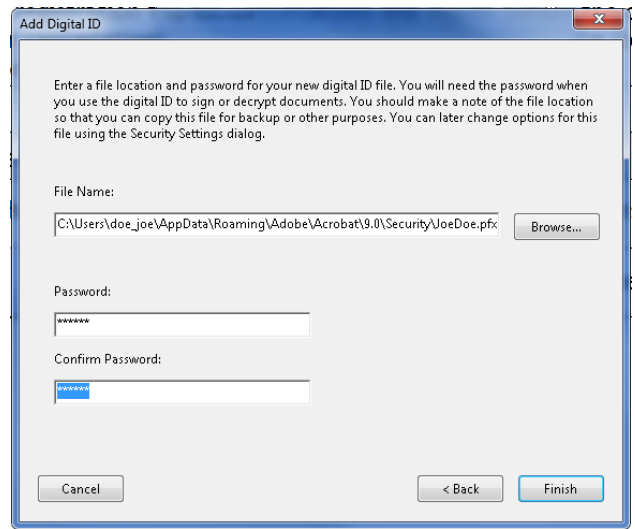 Add Digital ID
Enter a file location and password for your new digital ID file. You will need the password when
you use the digital ID to sign or decrypt documents. You should make a note of the file location
so that you can copy this file for backup or other purposes. You can later change options for this
file using the Security Settings dialog.
File Name:
C:\Users\doe_joe\AppData\Roaming\Adobe\Acrobat\9.0\Security\JoeDoe.pfx
Browse...
Password:
******
Confirm Password:
******
Cancel
< Back
Finish